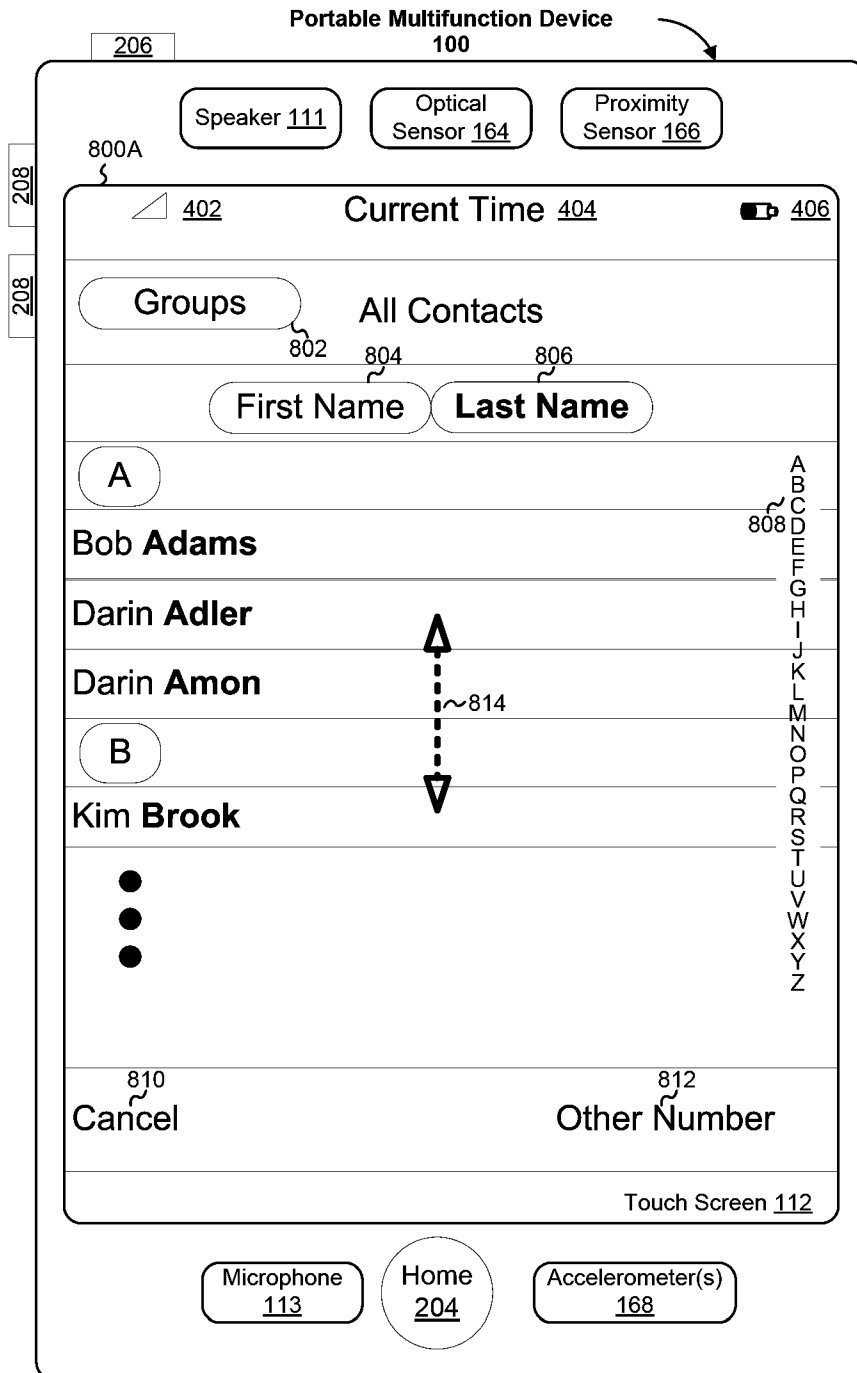 Portable Multifunction Device
100
206
Speaker 111
Optical
Sensor 164
Proximity
Sensor 166
208
208
800A
402
Current Time 404
406
Groups
All Contacts
802
804
806
First Name
Last Name
A
808
Bob Adams
Darin Adler
Darin Amon
814
B
Kim Brook
A
B
C
D
E
F
G
H
I
J
K
L
M
N
O
P
Q
R
S
T
U
V
W
X
Y
Z
810
812
Cancel
Other Number
Touch Screen 112
Microphone
113
Home
204
Accelerometer(s)
168